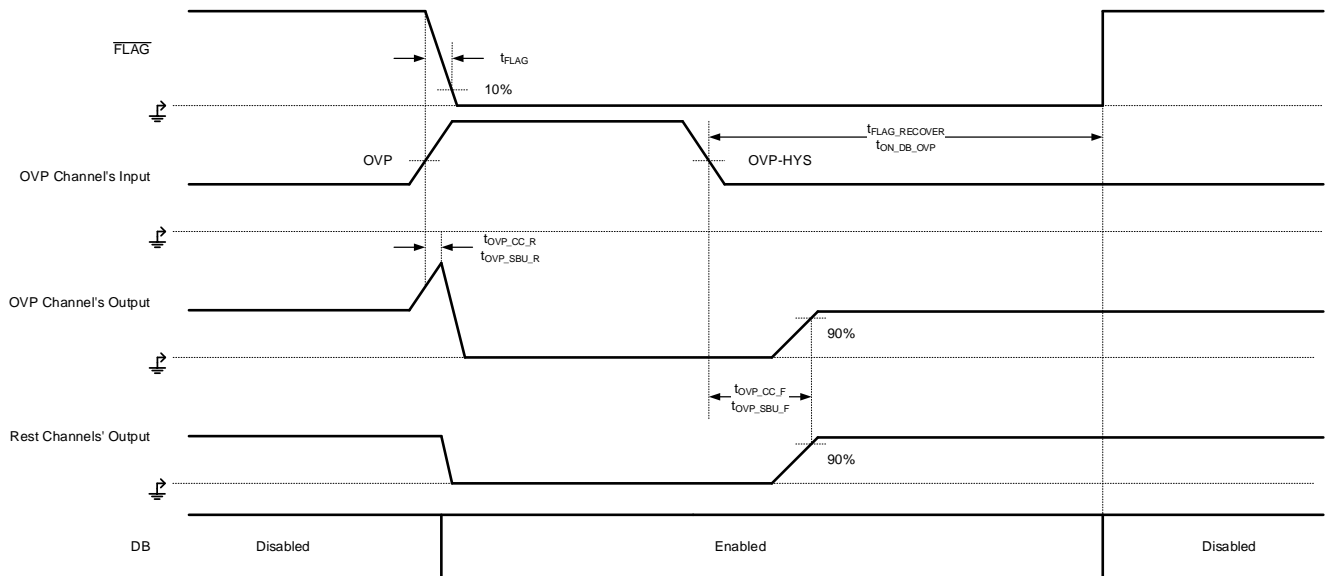 FLAG
tFLAG
10%
tFLAG_RECOVER
tON_DB_OVP
OVP
OVP-HYS
OVP Channel's Input
tOVP_CC_R
tOVP_SBU_R
OVP Channel's Output
90%
tOVP_CC_F
tOVP_SBU_F
Rest Channels' Output
90%
DB
Disabled
Enabled
Disabled